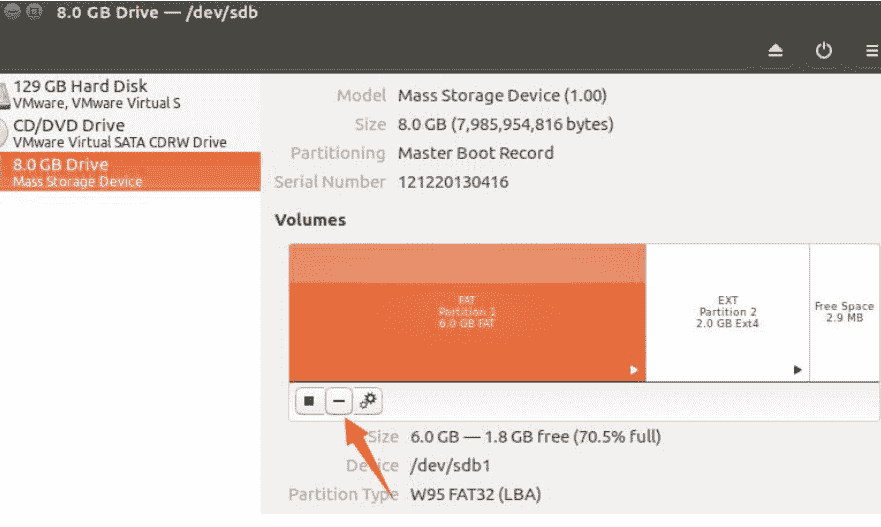 8.0 GB Drive — /dev/sdb
129 GB Hard Disk
VMware, VMware Virtual S
CD/DVD Drive
VMware Virtual SATA CDRW Drive
8.0 GB Drive
Mass Storage Device
Model Mass Storage Device (1.00)
Size 8.0 GB (7,985,954,816 bytes)
Partitioning Master Boot Record
Serial Number 121220130416
Volumes
FAT
Partition 1
6.0 GB FAT
EXT
Partition 2
2.0 GB Ext4
Free Space
2.9 MB
Size 6.0 GB — 1.8 GB free (70.5% full)
Device /dev/sdb1
Partition Type W95 FAT32 (LBA)